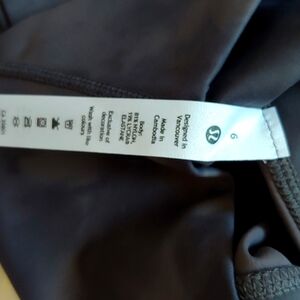 6
Designed in
Vancouver
Made in
Cambodia
Body:
81% NYLON,
19% LYCRA®
ELASTANE
Exclusive of
decoration
Wash with like
colours